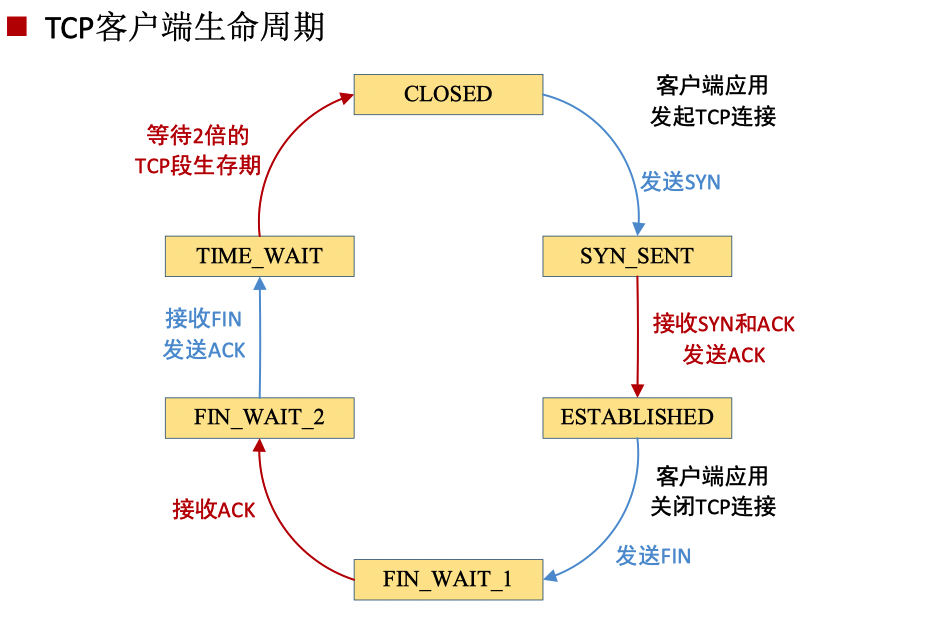 TCP客户端生命周期
CLOSED
客户端应用
发起TCP连接
发送SYN
SYN_SENT
接收SYN和ACK
发送ACK
ESTABLISHED
客户端应用
关闭TCP连接
发送FIN
FIN_WAIT_1
接收ACK
FIN_WAIT_2
接收FIN
发送ACK
TIME_WAIT
等待2倍的
TCP段生存期